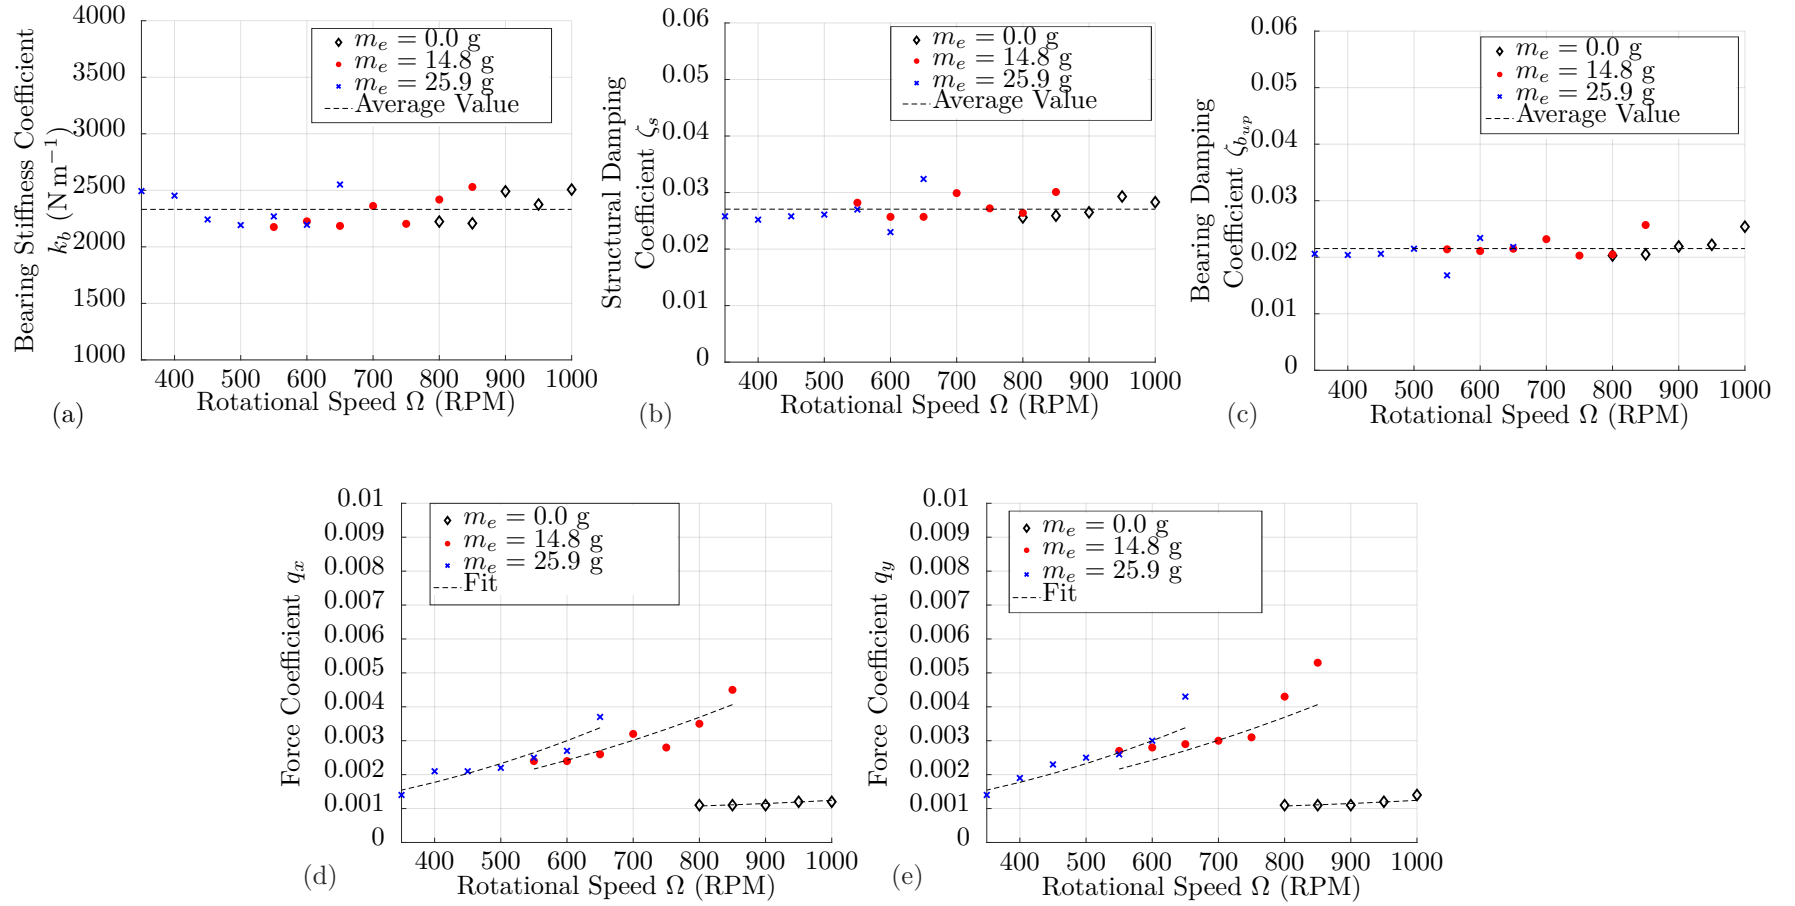 4000
3500
3000
2500
2000
1500
1000
400 500 600 700 800 900 1000
Bearing Stiffness Coefficient
k_b (N m⁻¹)
m_e = 0.0 g
m_e = 14.8 g
m_e = 25.9 g
Average Value
Rotational Speed Ω (RPM)
(a)
0.06
0.05
0.04
0.03
0.02
0.01
0
400 500 600 700 800 900 1000
Structural Damping
Coefficient ζ_s
m_e = 0.0 g
m_e = 14.8 g
m_e = 25.9 g
Average Value
Rotational Speed Ω (RPM)
(b)
0.06
0.05
0.04
0.03
0.02
0.01
0
400 500 600 700 800 900 1000
Bearing Damping
Coefficient ζ_{b_{up}}
m_e = 0.0 g
m_e = 14.8 g
m_e = 25.9 g
Average Value
Rotational Speed Ω (RPM)
(c)
0.01
0.009
0.008
0.007
0.006
0.005
0.004
0.003
0.002
0.001
0
400 500 600 700 800 900 1000
Force Coefficient q_x
m_e = 0.0 g
m_e = 14.8 g
m_e = 25.9 g
Fit
Rotational Speed Ω (RPM)
(d)
0.01
0.009
0.008
0.007
0.006
0.005
0.004
0.003
0.002
0.001
0
400 500 600 700 800 900 1000
Force Coefficient q_y
m_e = 0.0 g
m_e = 14.8 g
m_e = 25.9 g
Fit
Rotational Speed Ω (RPM)
(e)